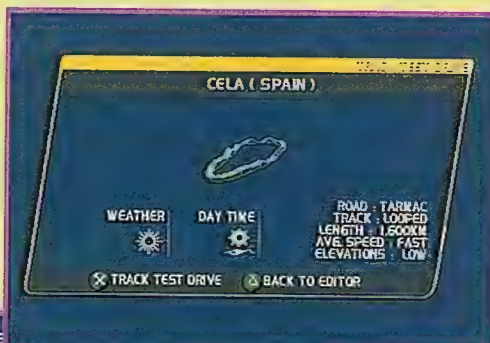 CELA ( SPAIN )
WEATHER
DAY TIME
ROAD : TARMAC
TRACK : LOOPED
LENGTH : 1.600KM
AVG. SPEED : FAST
ELEVATIONS : LOW
TRACK TEST DRIVE
BACK TO EDITOR